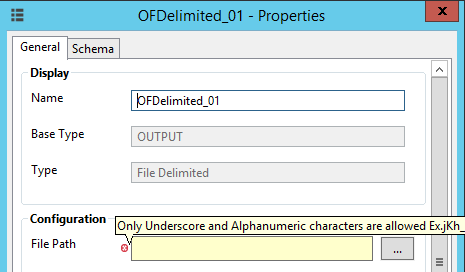 OFDelimited_01 - Properties
General Schema
Display
Name OFDelimited_01
Base Type OUTPUT
Type File Delimited
Configuration
Only Underscore and Alphanumeric characters are allowed Ex.jKh_
File Path ...